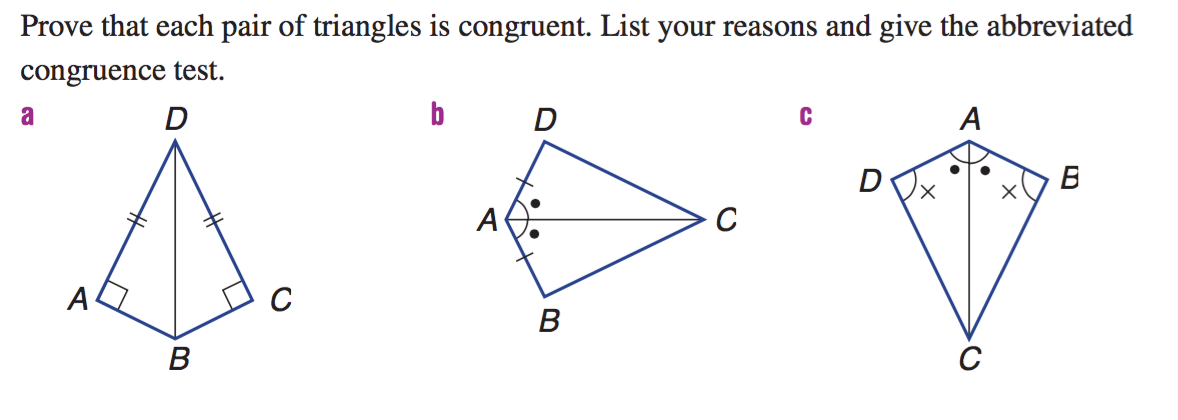 Prove that each pair of triangles is congruent. List your reasons and give the abbreviated
congruence test.
a b c
D D A
D B
A C
A C
B B C